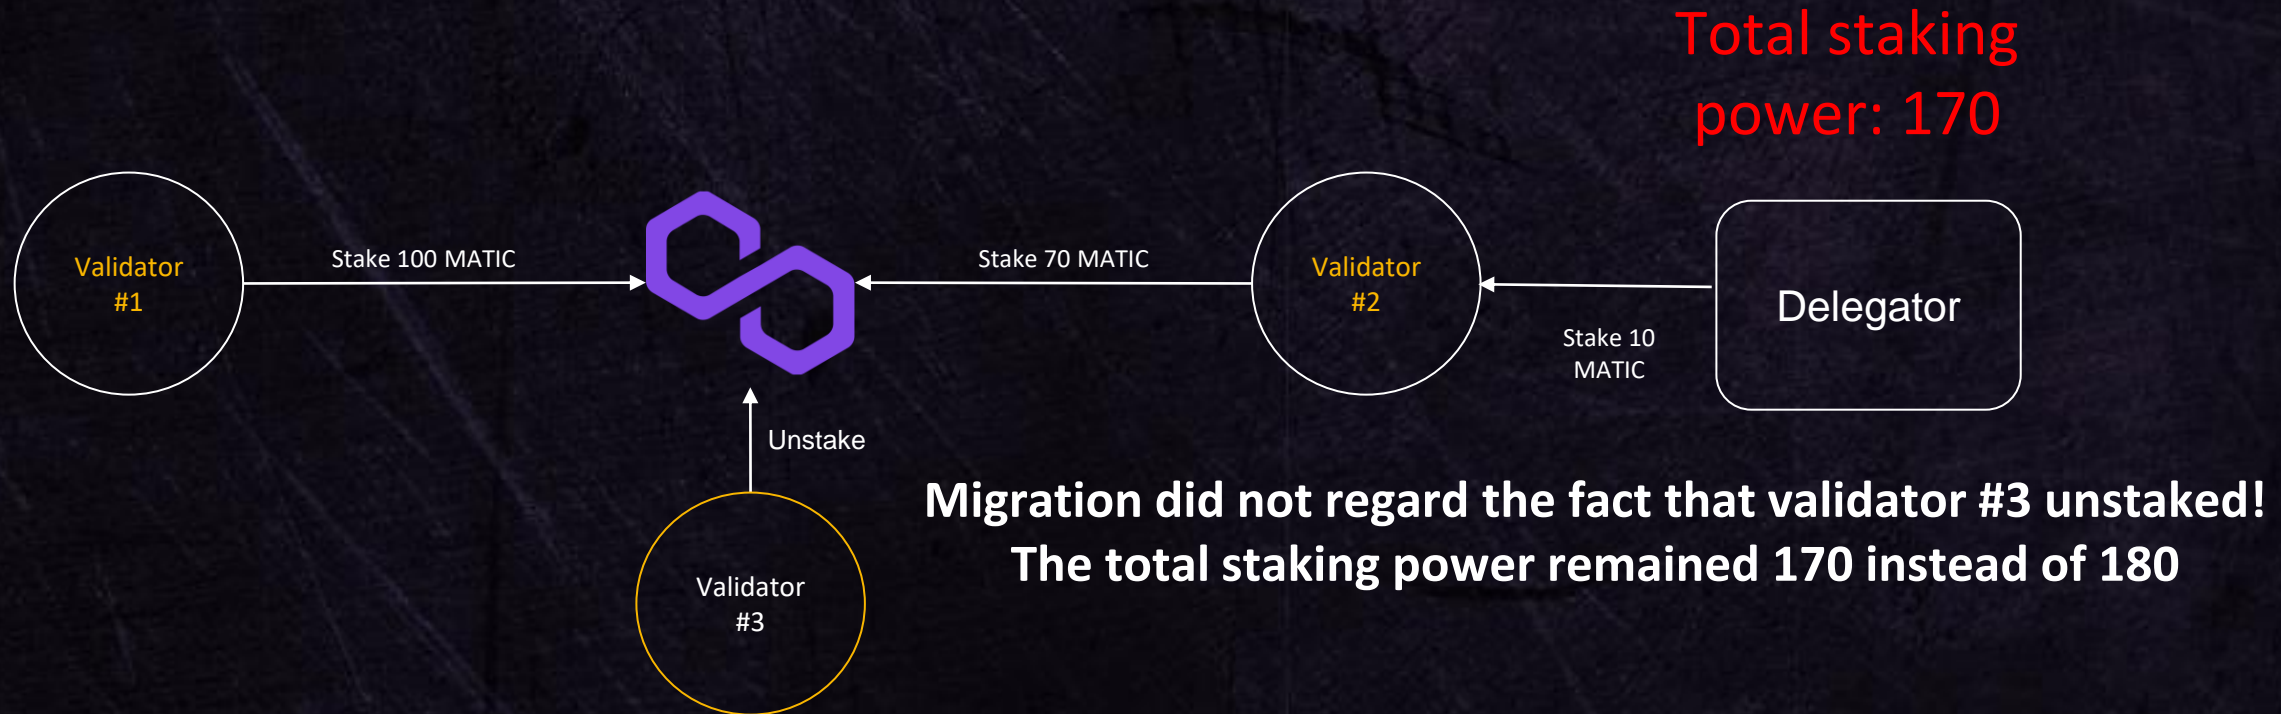 Total staking
power: 170
Validator
#1
Stake 100 MATIC
Stake 70 MATIC
Validator
#2
Stake 10
MATIC
Delegator
Unstake
Migration did not regard the fact that validator #3 unstaked!
The total staking power remained 170 instead of 180
Validator
#3